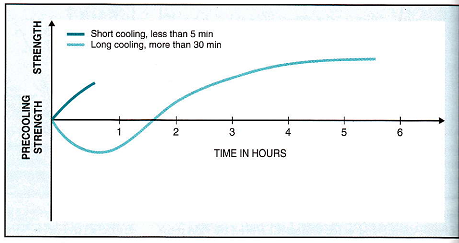 STRENGTH
Short cooling, less than 5 min
Long cooling, more than 30 min
PRECOOLING
STRENGTH
1 2 3 4 5 6
TIME IN HOURS